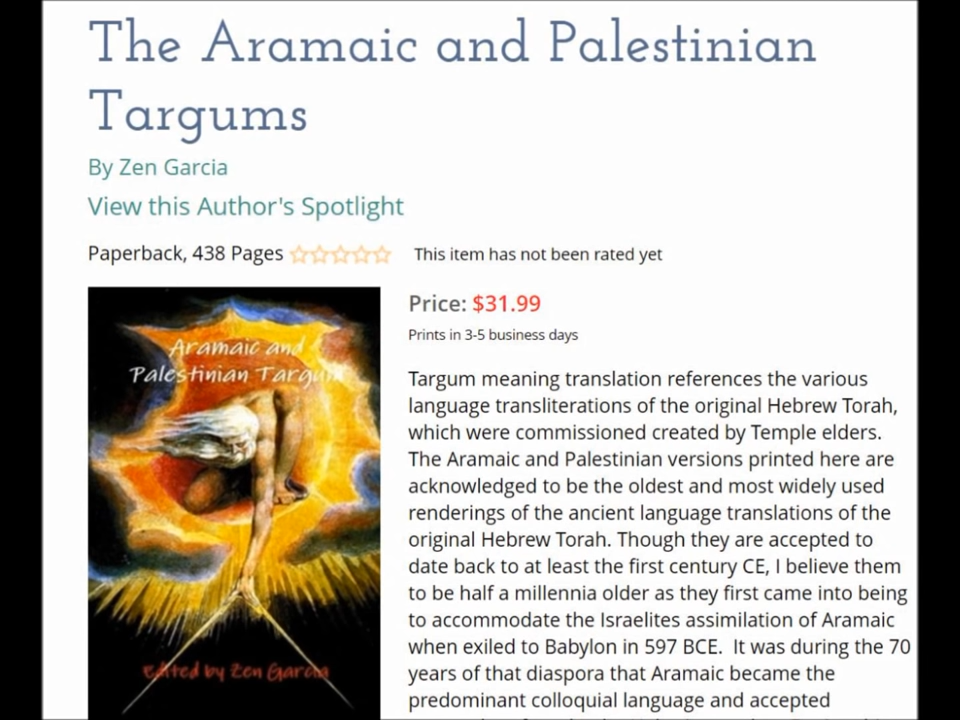 The Aramaic and Palestinian
Targums
By Zen Garcia
View this Author's Spotlight
Paperback, 438 Pages
This item has not been rated yet
Aramaic and
Palestinian Targum
Edited by Zen Garcia
Price: $31.99
Prints in 3-5 business days
Targum meaning translation references the various
language transliterations of the original Hebrew Torah,
which were commissioned created by Temple elders.
The Aramaic and Palestinian versions printed here are
acknowledged to be the oldest and most widely used
renderings of the ancient language translations of the
original Hebrew Torah. Though they are accepted to
date back to at least the first century CE, I believe them
to be half a millennia older as they first came into being
to accommodate the Israelites assimilation of Aramaic
when exiled to Babylon in 597 BCE. It was during the 70
years of that diaspora that Aramaic became the
predominant colloquial language and accepted